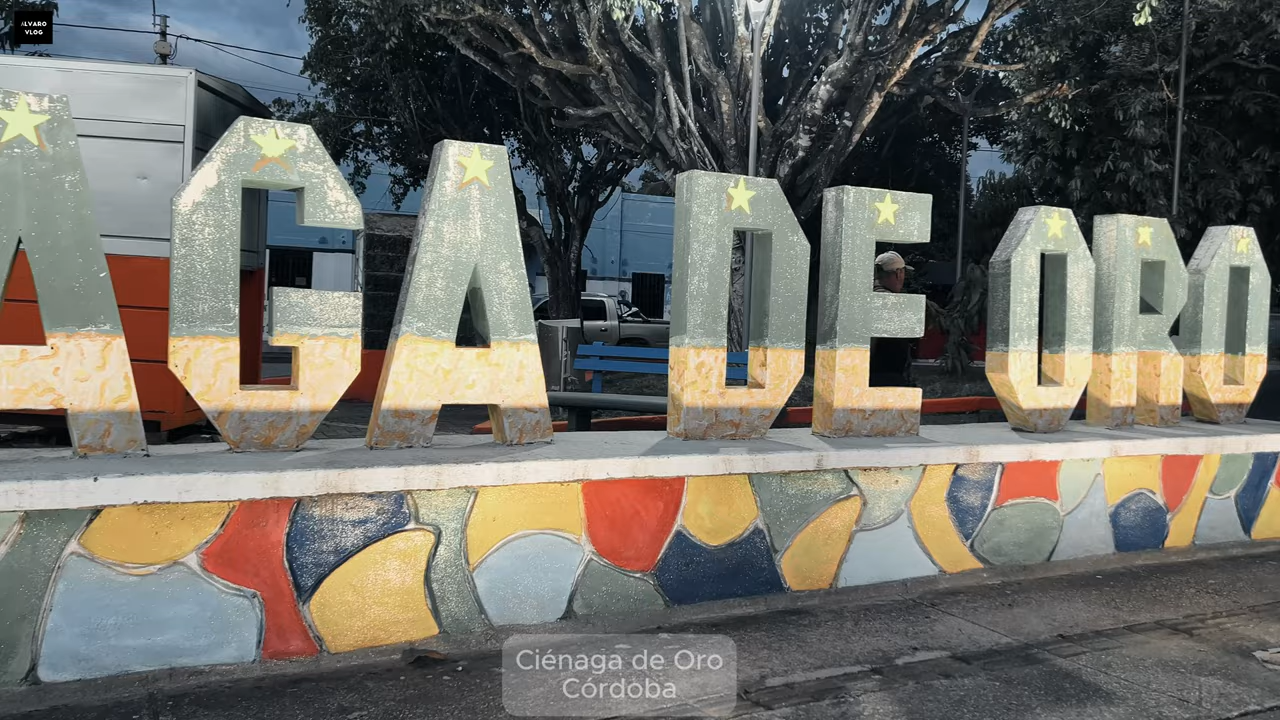 ALVARO
VLOG
AGA DE ORO
Ciénaga de Oro
Córdoba